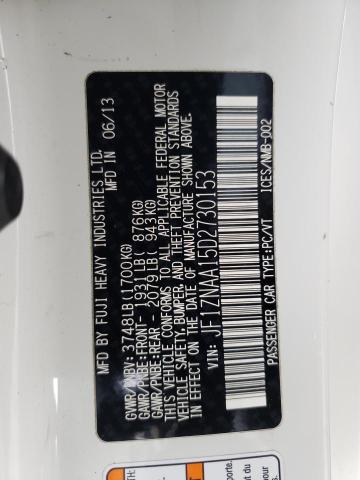 MFD BY FUJI HEAVY INDUSTRIES LTD.
MFD IN 06/13
GVWR/PNBV: 3748LB(1700KG)
GAWR/PNBE:FRONT- 1931LB( 876KG)
GAWR/PNBE:REAR - 2079LB( 943KG)
THIS VEHICLE CONFORMS TO ALL APPLICABLE FEDERAL MOTOR
VEHICLE SAFETY, BUMPER, AND THEFT PREVENTION STANDARDS
IN EFFECT ON THE DATE OF MANUFACTURE SHOWN ABOVE.
VIN: JF1ZNAA15D2730153
PASSENGER CAR TYPE:PC/VT ICES/NMB-002